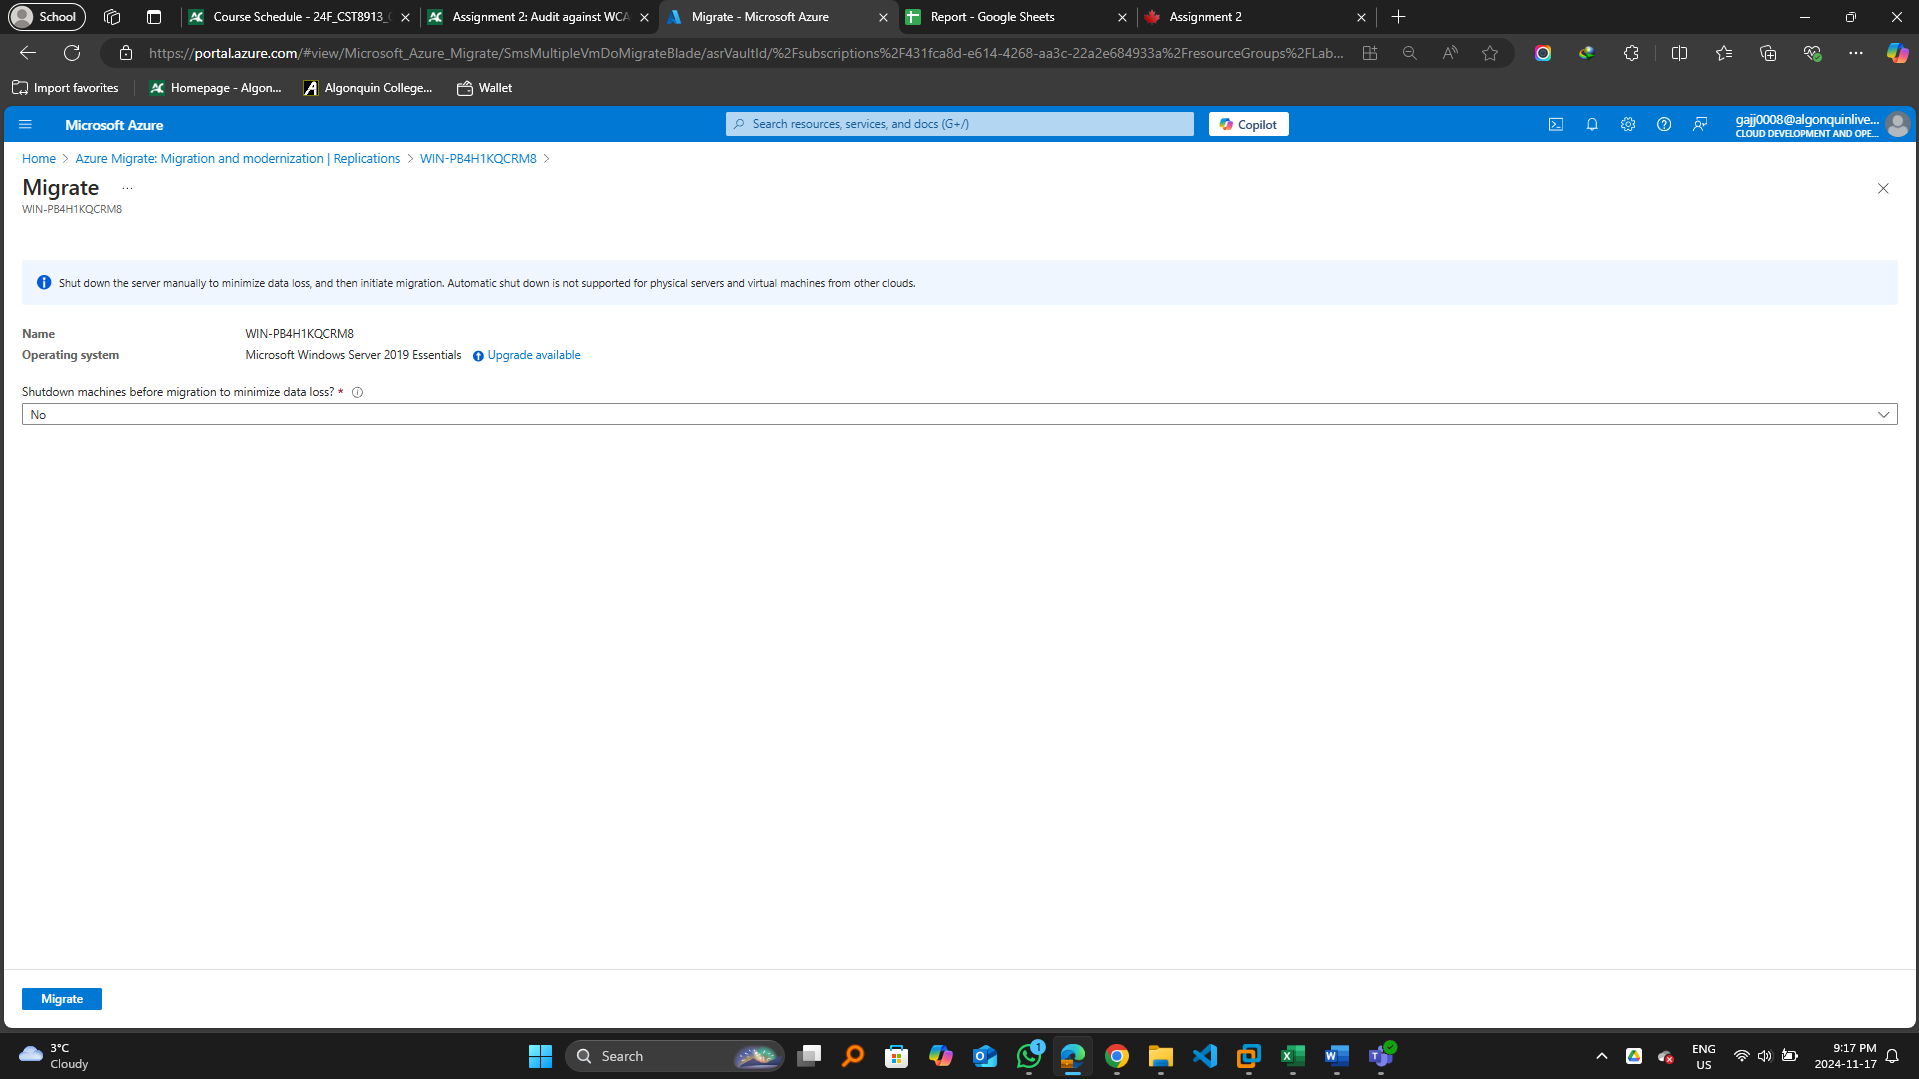 School
Course Schedule - 24F_CST8913_
Assignment 2: Audit against WCA
Migrate - Microsoft Azure
Report - Google Sheets
Assignment 2
https://portal.azure.com/#view/Microsoft_Azure_Migrate/SmsMultipleVmDoMigrateBlade/asrVaultId/%2Fsubscriptions%2F431fca8d-e614-4268-aa3c-22a2e684933a%2FresourceGroups%2FLab...
Import favorites
Homepage - Algon...
Algonquin College...
Wallet
Microsoft Azure
Search resources, services, and docs (G+/)
Copilot
gajj0008@algonquinlive...
CLOUD DEVELOPMENT AND OPE...
Home > Azure Migrate: Migration and modernization | Replications > WIN-PB4H1KQCRM8 >
Migrate ...
WIN-PB4H1KQCRM8
Shut down the server manually to minimize data loss, and then initiate migration. Automatic shut down is not supported for physical servers and virtual machines from other clouds.
Name WIN-PB4H1KQCRM8
Operating system Microsoft Windows Server 2019 Essentials Upgrade available
Shutdown machines before migration to minimize data loss? *
No
Migrate
3°C
Cloudy
Search
1
ENG
US
9:17 PM
2024-11-17